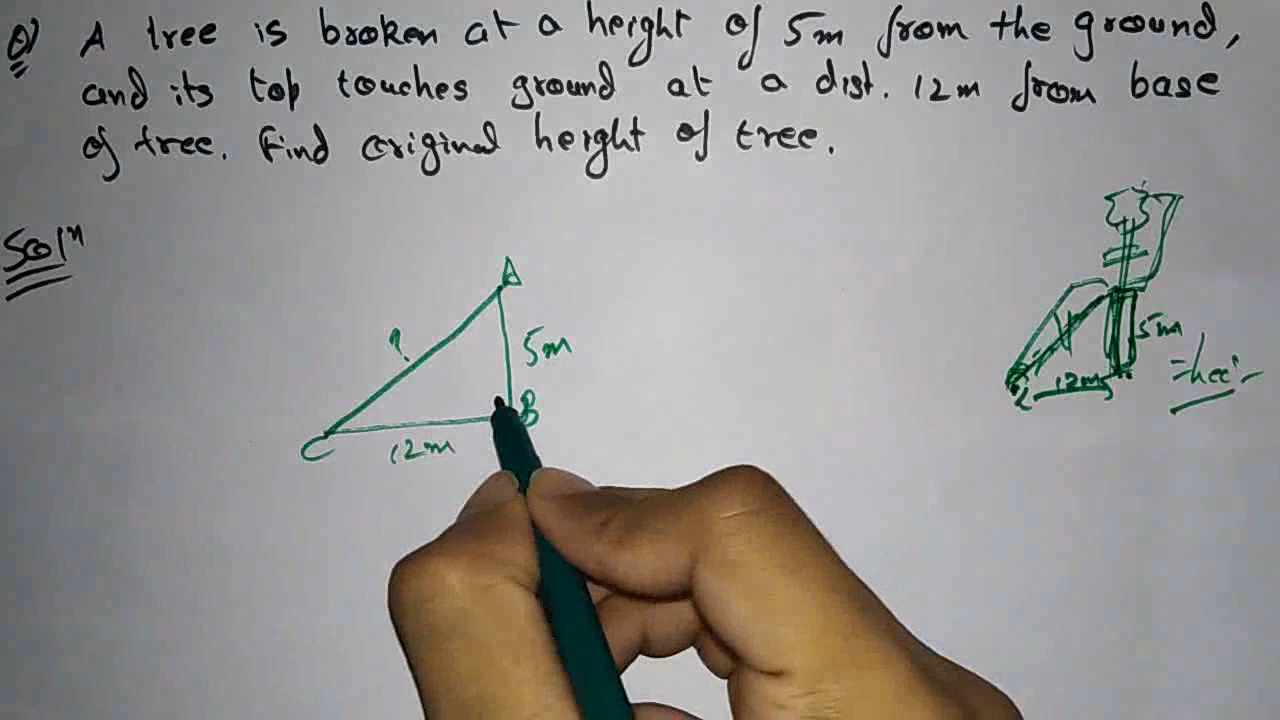 Q) A tree is broken at a height of 5m from the ground,
and its top touches ground at a dist. 12m from base
of tree. Find original height of tree.
Solⁿ
A
?
5m
B
C
12m
5m
12m